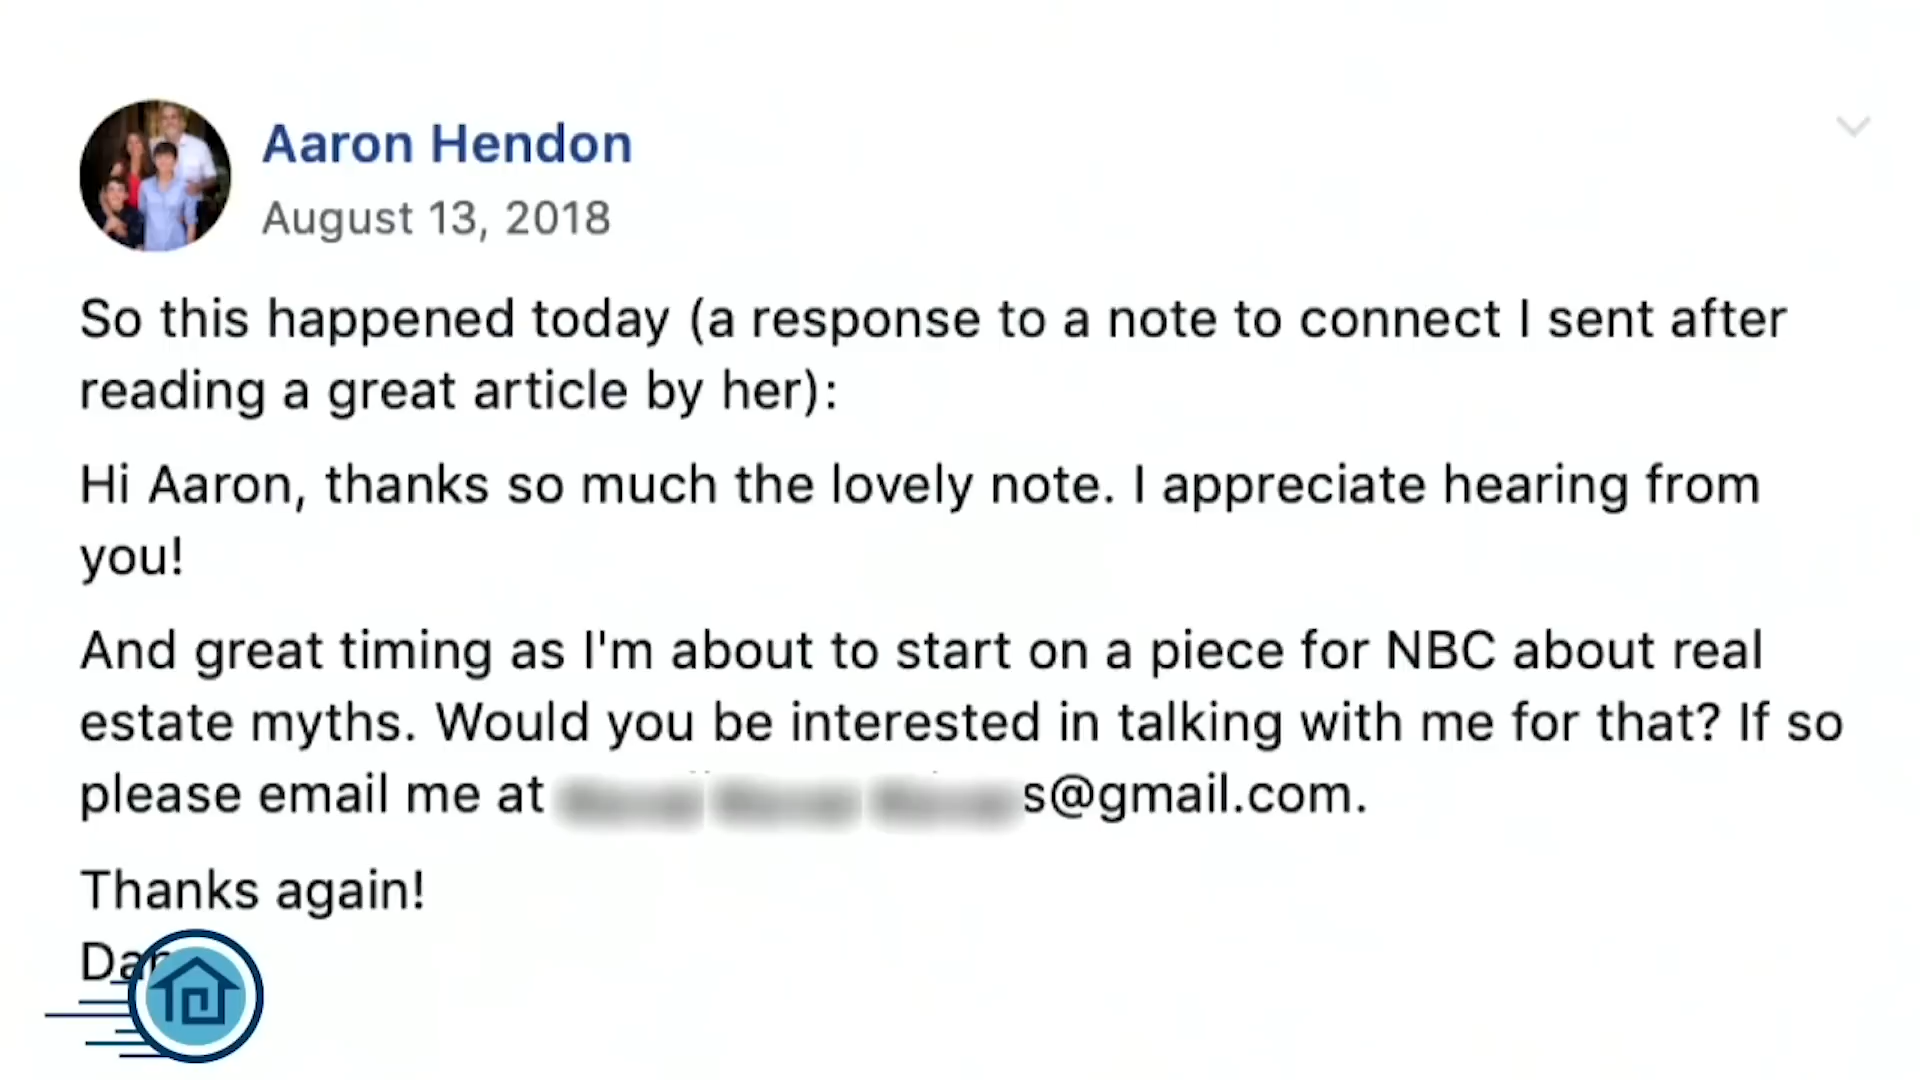 Aaron Hendon
August 13, 2018
So this happened today (a response to a note to connect I sent after
reading a great article by her):
Hi Aaron, thanks so much the lovely note. I appreciate hearing from
you!
And great timing as I'm about to start on a piece for NBC about real
estate myths. Would you be interested in talking with me for that? If so
please email me at s@gmail.com.
Thanks again!